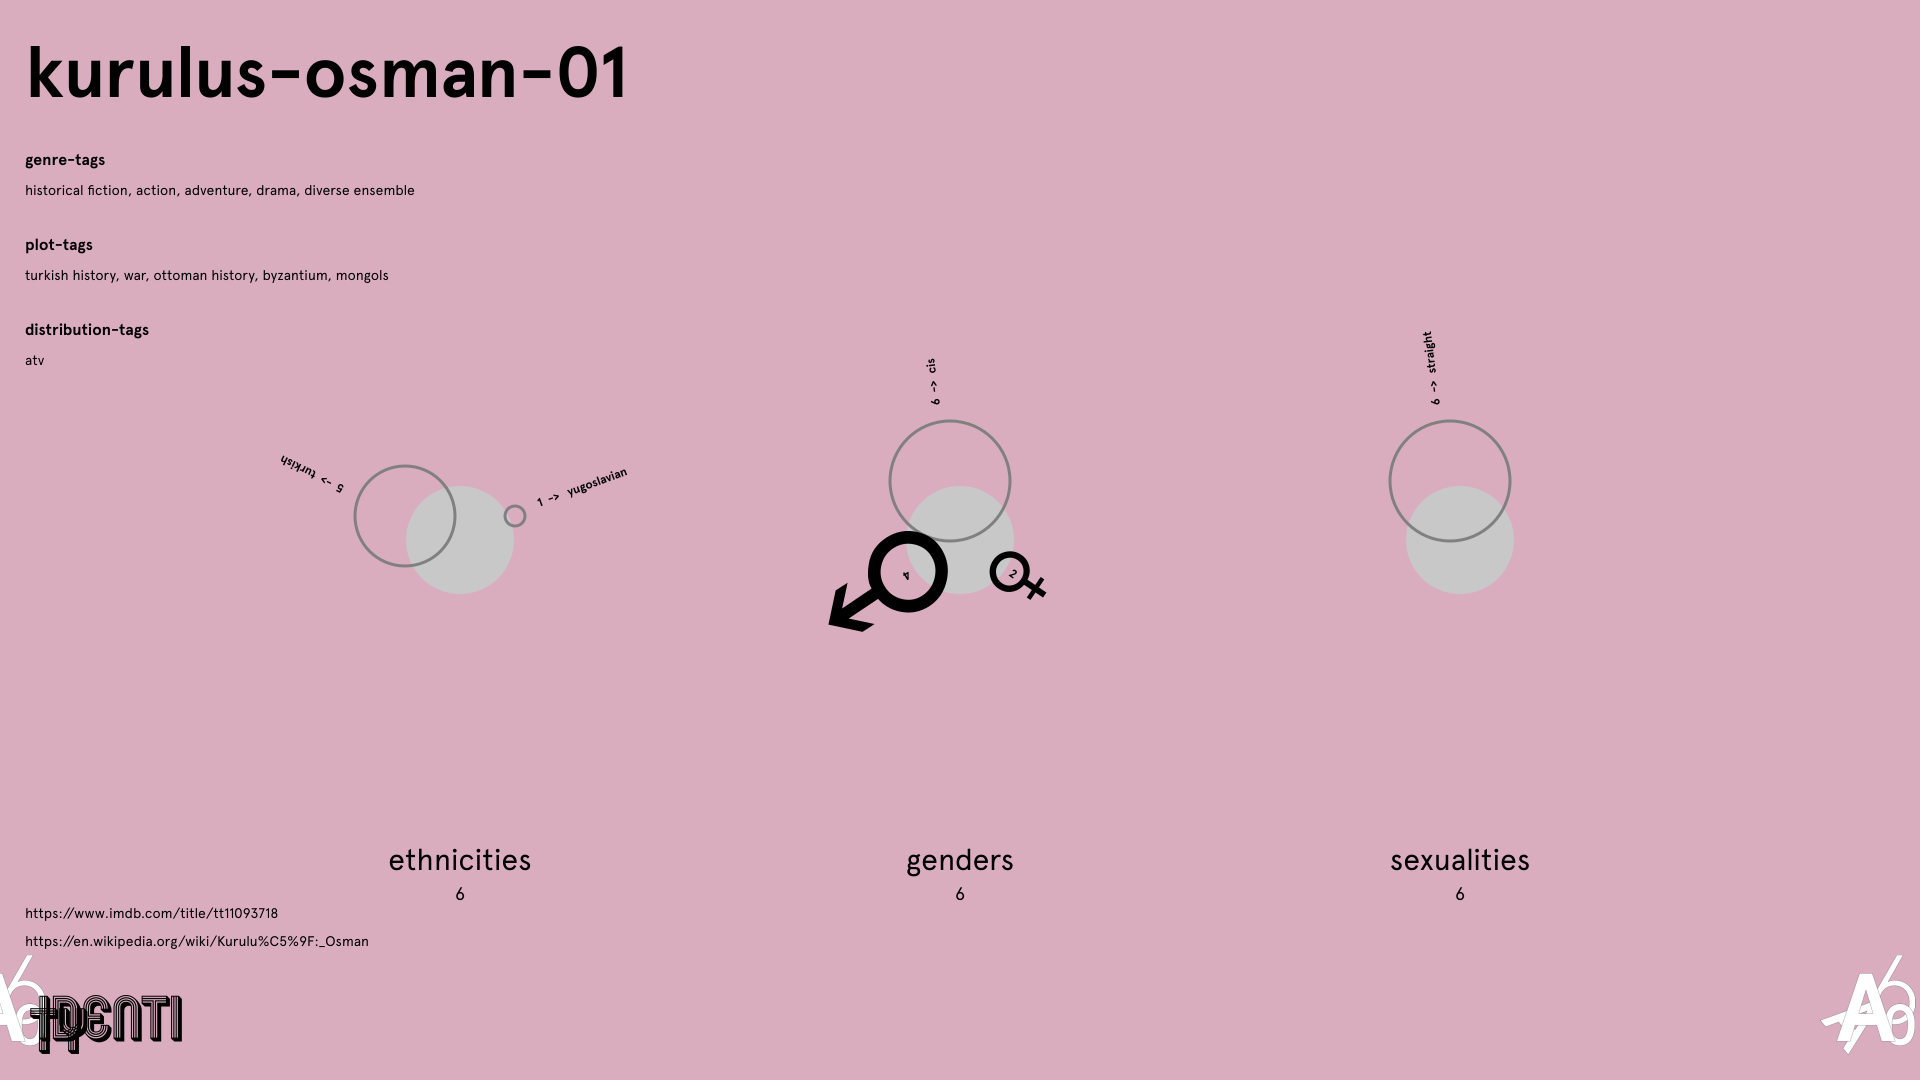 kurulus-osman-01
genre-tags
historical fiction, action, adventure, drama, diverse ensemble
plot-tags
turkish history, war, ottoman history, byzantium, mongols
distribution-tags
atv
5 -> turkish
1 -> yugoslavian
6 -> cis
4
2
6 -> straight
ethnicities
6
genders
6
sexualities
6
https://www.imdb.com/title/tt11093718
https://en.wikipedia.org/wiki/Kurulu%C5%9F:_Osman
IDENTI